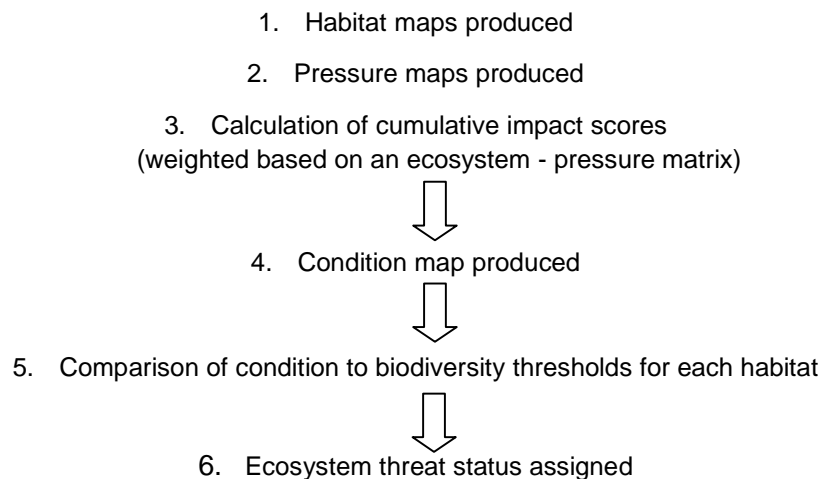 1. Habitat maps produced
2. Pressure maps produced
3. Calculation of cumulative impact scores
(weighted based on an ecosystem - pressure matrix)
4. Condition map produced
5. Comparison of condition to biodiversity thresholds for each habitat
6. Ecosystem threat status assigned